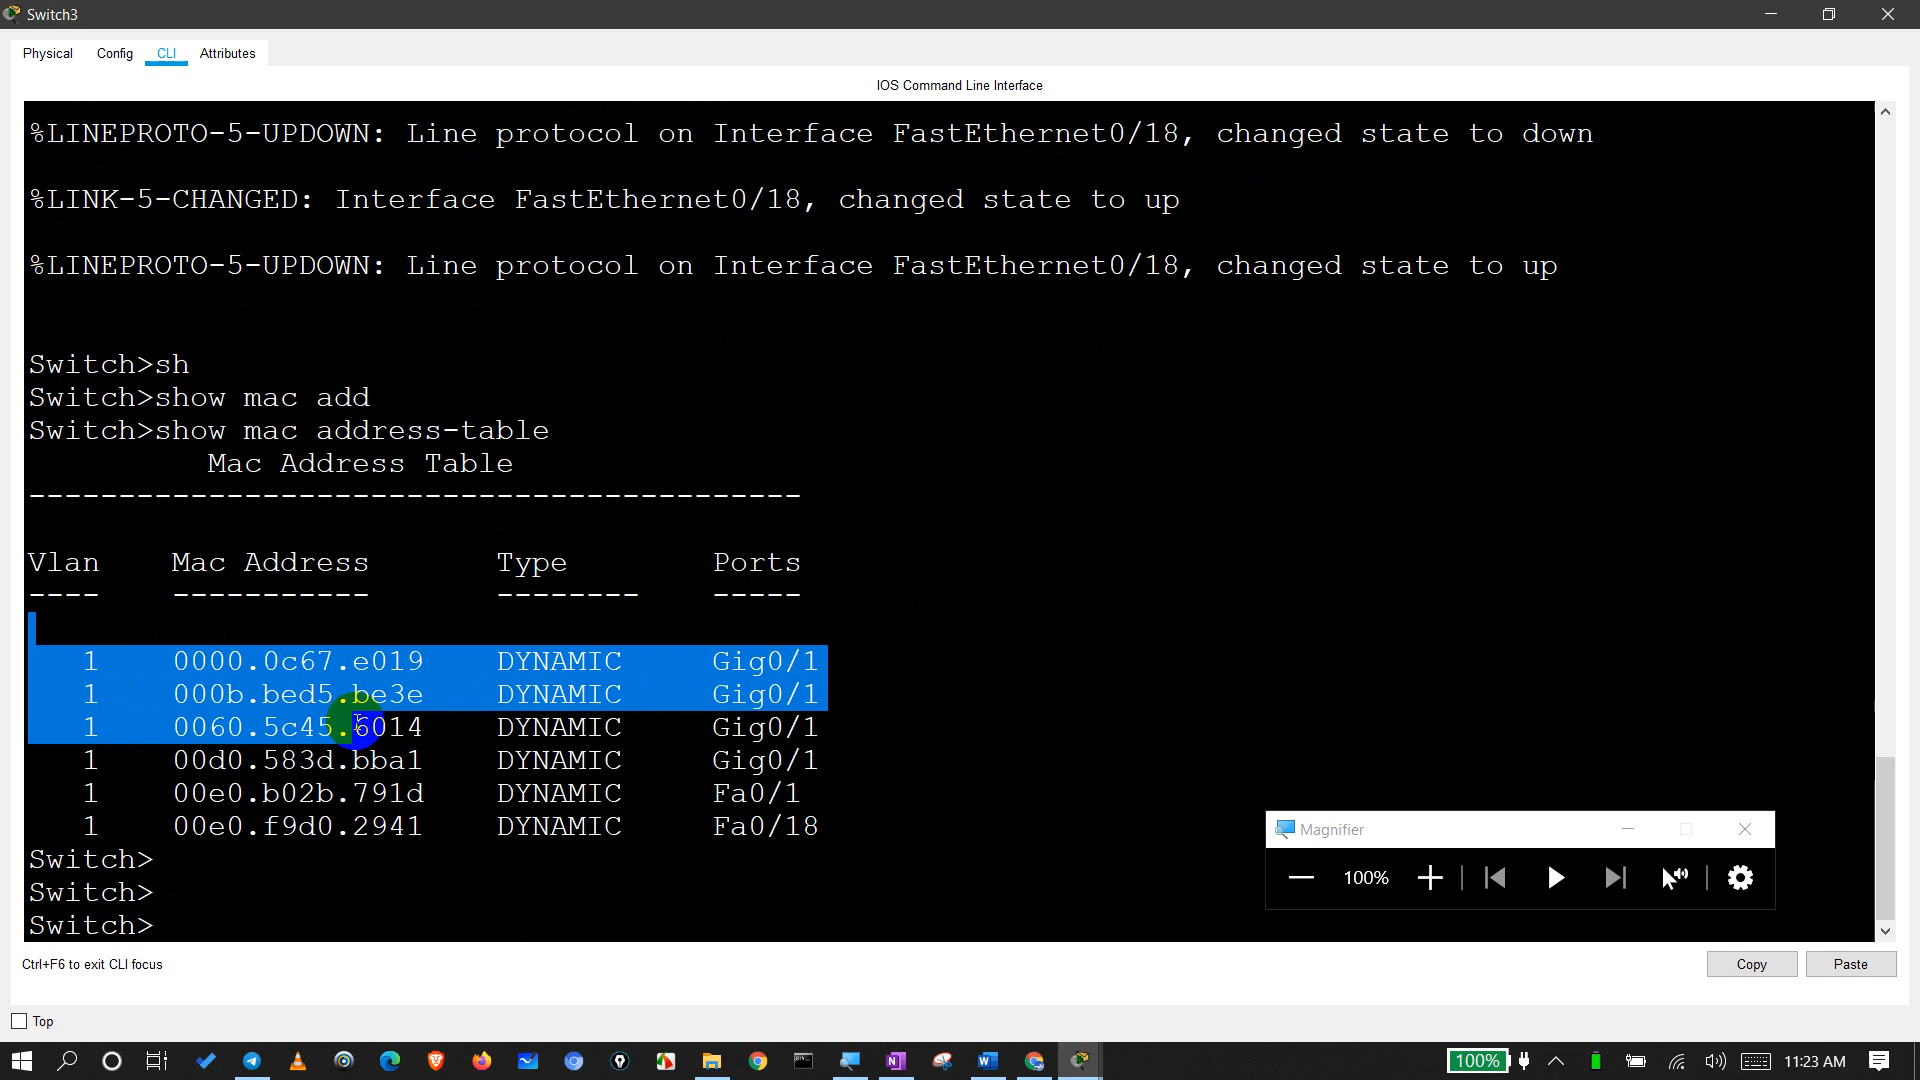 Switch3
Physical Config CLI Attributes
IOS Command Line Interface
%LINEPROTO-5-UPDOWN: Line protocol on Interface FastEthernet0/18, changed state to down
%LINK-5-CHANGED: Interface FastEthernet0/18, changed state to up
%LINEPROTO-5-UPDOWN: Line protocol on Interface FastEthernet0/18, changed state to up
Switch>sh
Switch>show mac add
Switch>show mac address-table
Mac Address Table
-------------------------------------------
Vlan Mac Address Type Ports
---- ----------- -------- -----
1 0000.0c67.e019 DYNAMIC Gig0/1
1 000b.bed5.be3e DYNAMIC Gig0/1
1 0060.5c45.6014 DYNAMIC Gig0/1
1 00d0.583d.bba1 DYNAMIC Gig0/1
1 00e0.b02b.791d DYNAMIC Fa0/1
1 00e0.f9d0.2941 DYNAMIC Fa0/18
Switch>
Switch>
Switch>
Magnifier
100%
Ctrl+F6 to exit CLI focus
Copy Paste
Top
100% 11:23 AM